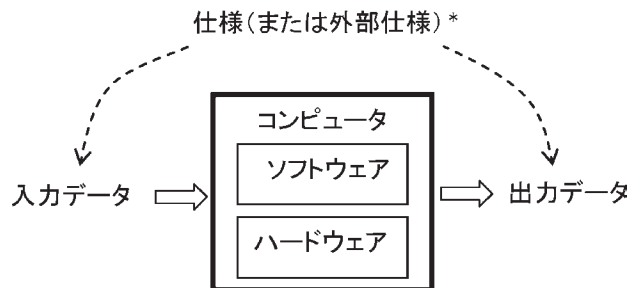 仕様(または外部仕様)*
コンピュータ
ソフトウェア
入力データ
出力データ
ハードウェア